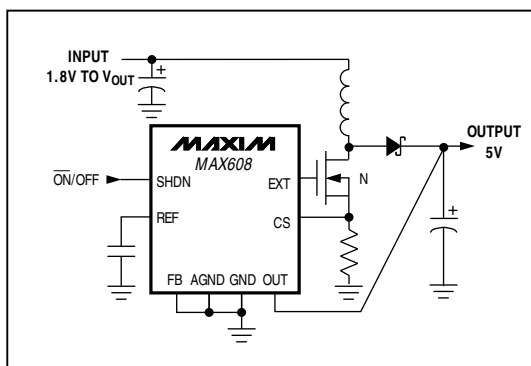 INPUT
1.8V TO VOUT
+
MAXIM
MAX608
OUTPUT
5V
ON/OFF
SHDN
EXT
N
REF
CS
+
FB AGND GND OUT